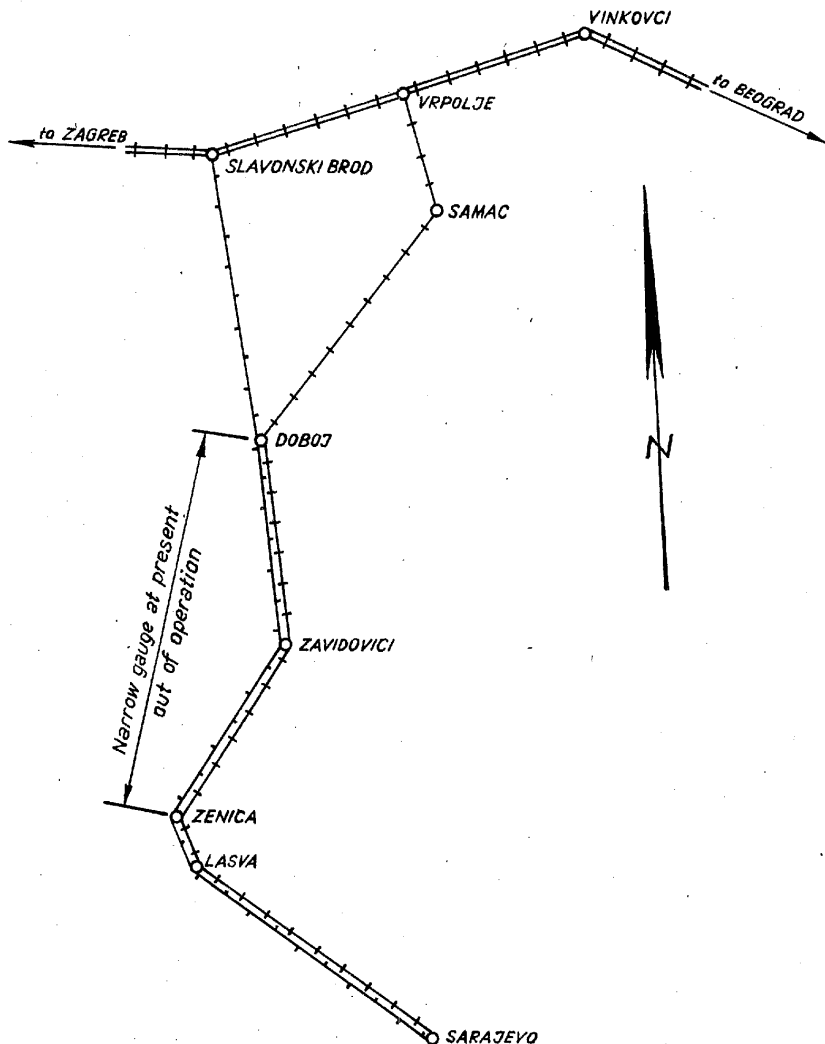 VINKOVCI
to BEOGRAD
VRPOLJE
to ZAGREB
SLAVONSKI BROD
SAMAC
N
DOBOJ
Narrow gauge at present
out of operation
ZAVIDOVICI
ZENICA
LASVA
SARAJEVO